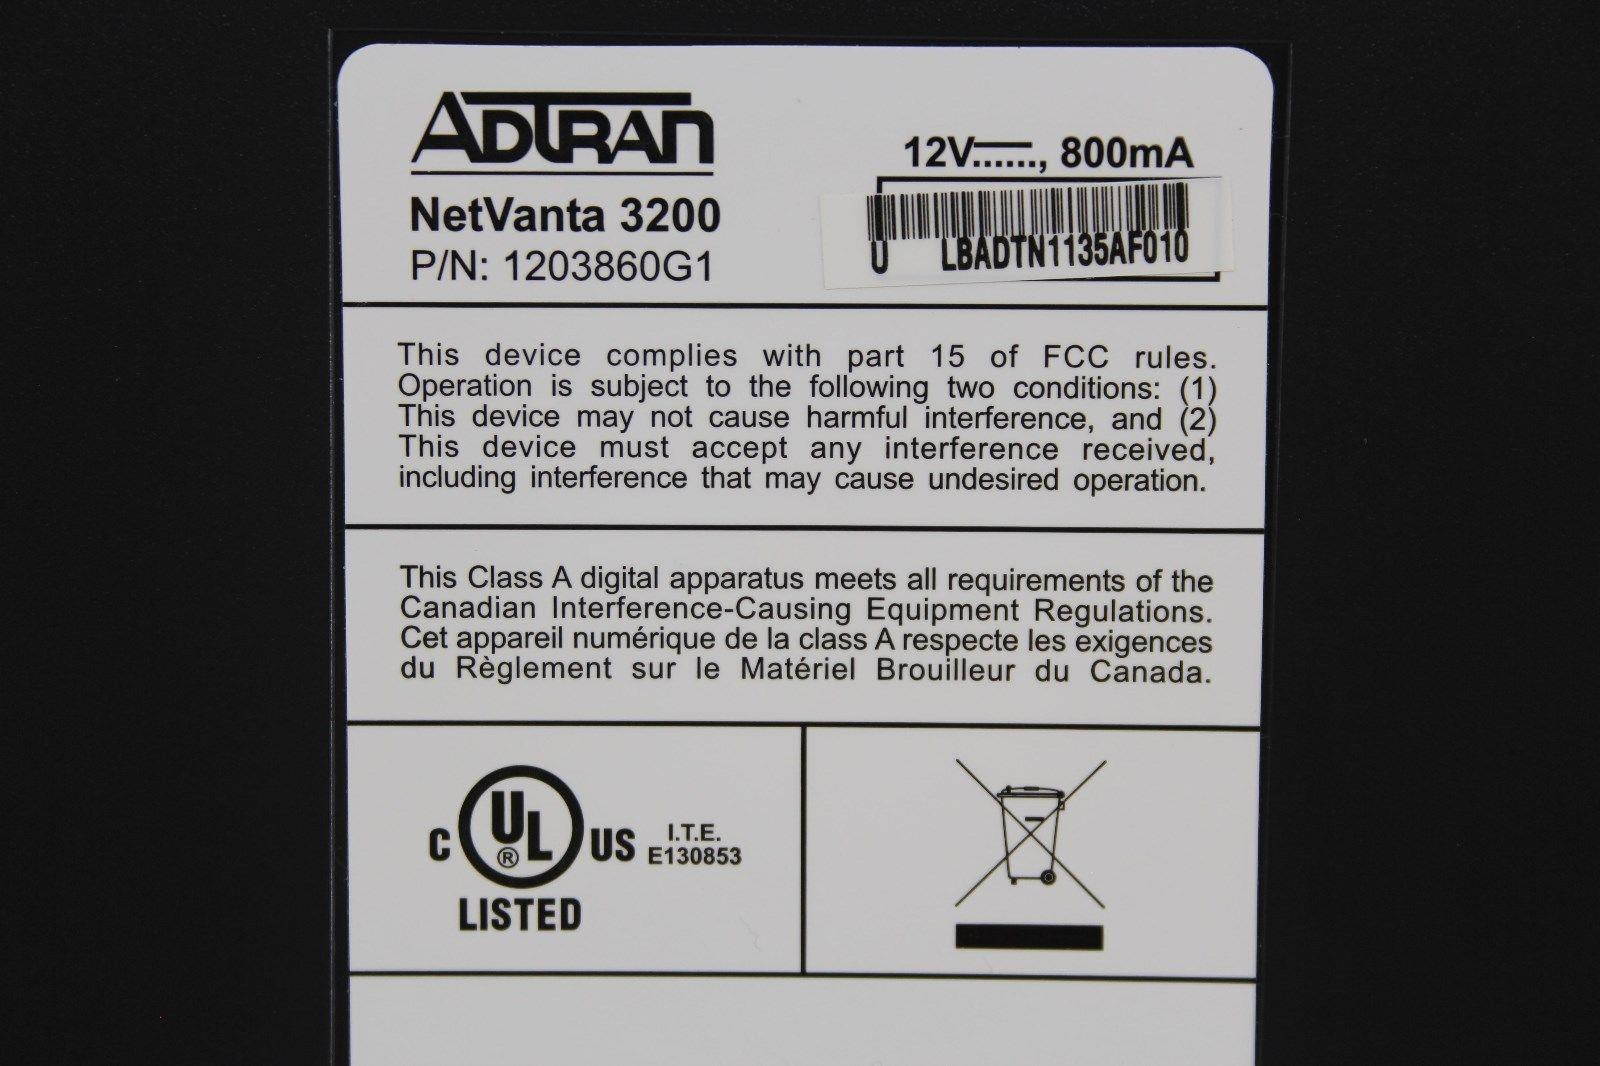 ADTRAN
NetVanta 3200
P/N: 1203860G1
12V⎓, 800mA
U LBADTN1135AF010
This device complies with part 15 of FCC rules.
Operation is subject to the following two conditions: (1)
This device may not cause harmful interference, and (2)
This device must accept any interference received,
including interference that may cause undesired operation.
This Class A digital apparatus meets all requirements of the
Canadian Interference-Causing Equipment Regulations.
Cet appareil numérique de la class A respecte les exigences
du Règlement sur le Matériel Brouilleur du Canada.
C UL® US
LISTED
I.T.E.
E130853